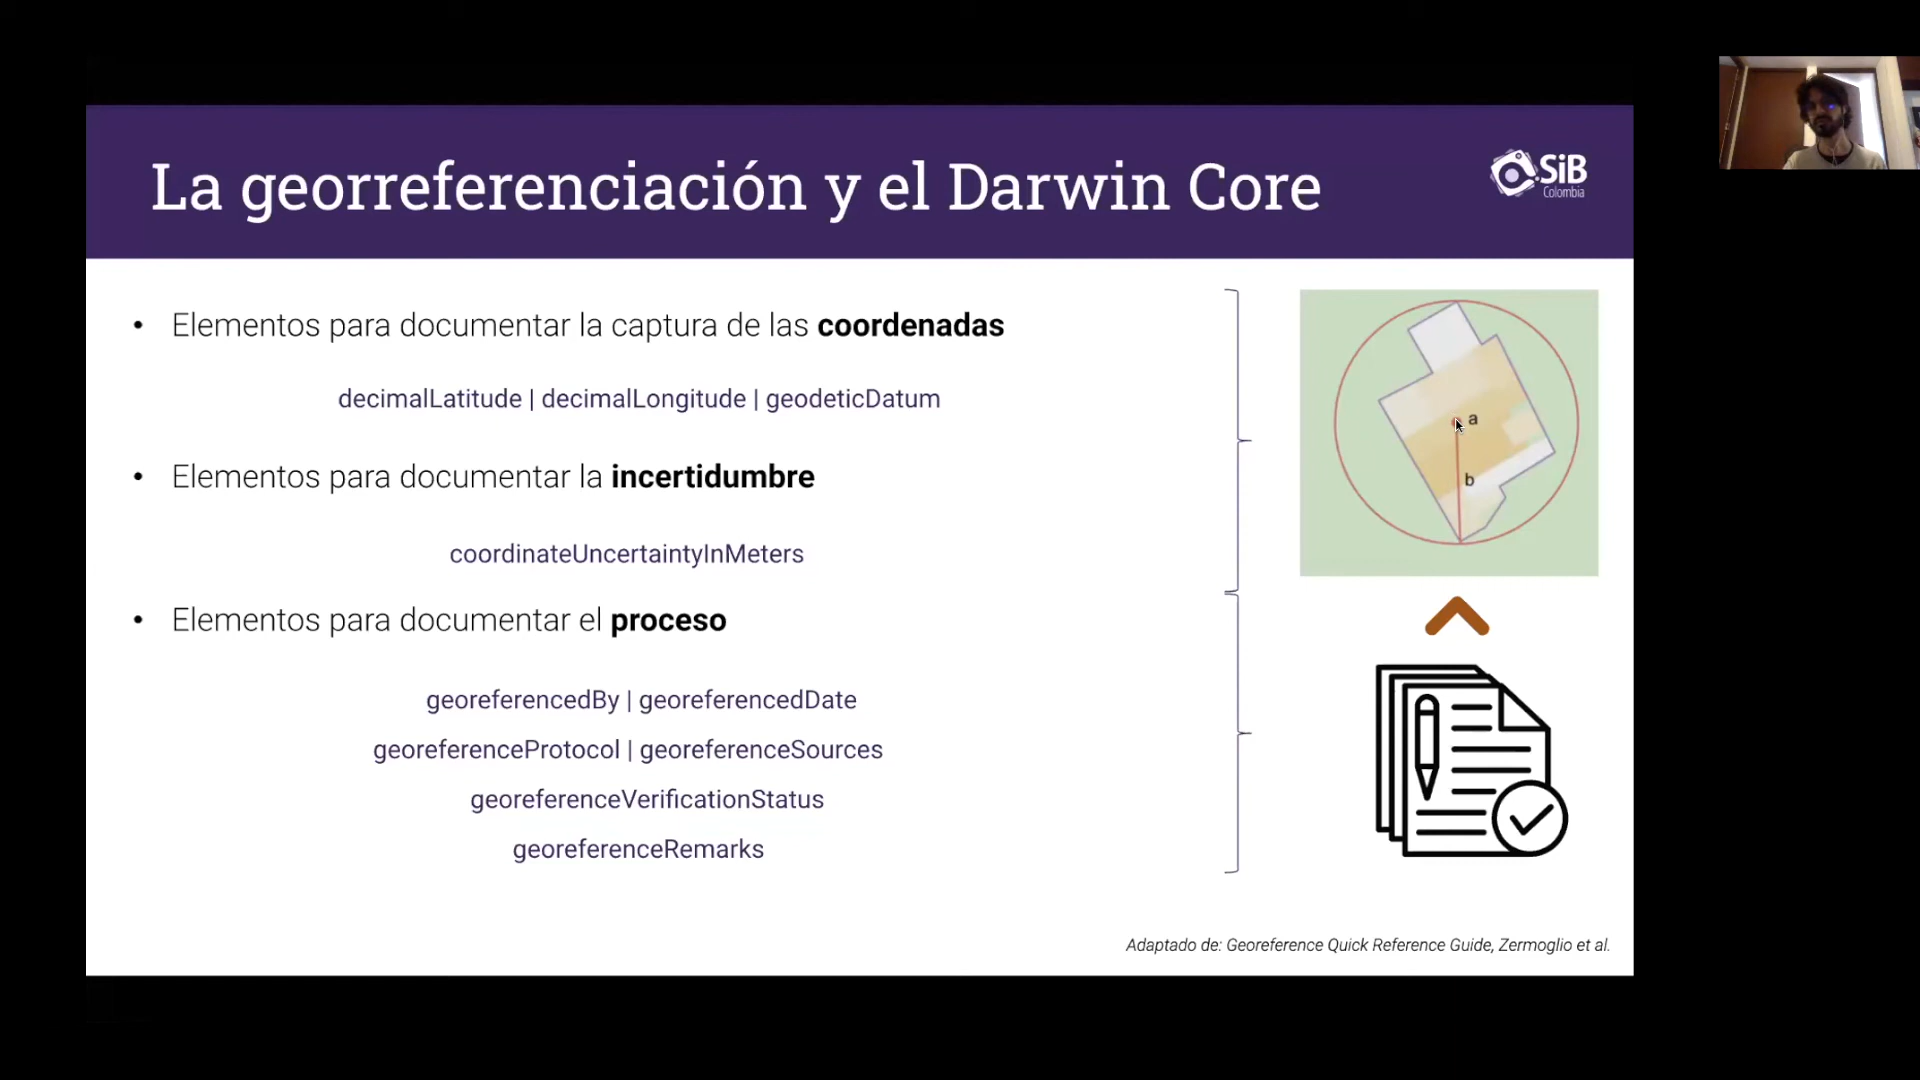 La georreferenciación y el Darwin Core
SiB
Colombia
• Elementos para documentar la captura de las coordenadas
decimalLatitude | decimalLongitude | geodeticDatum
• Elementos para documentar la incertidumbre
coordinateUncertaintyInMeters
• Elementos para documentar el proceso
georeferencedBy | georeferencedDate
georeferenceProtocol | georeferenceSources
georeferenceVerificationStatus
georeferenceRemarks
a
b
Adaptado de: Georeference Quick Reference Guide, Zermoglio et al.